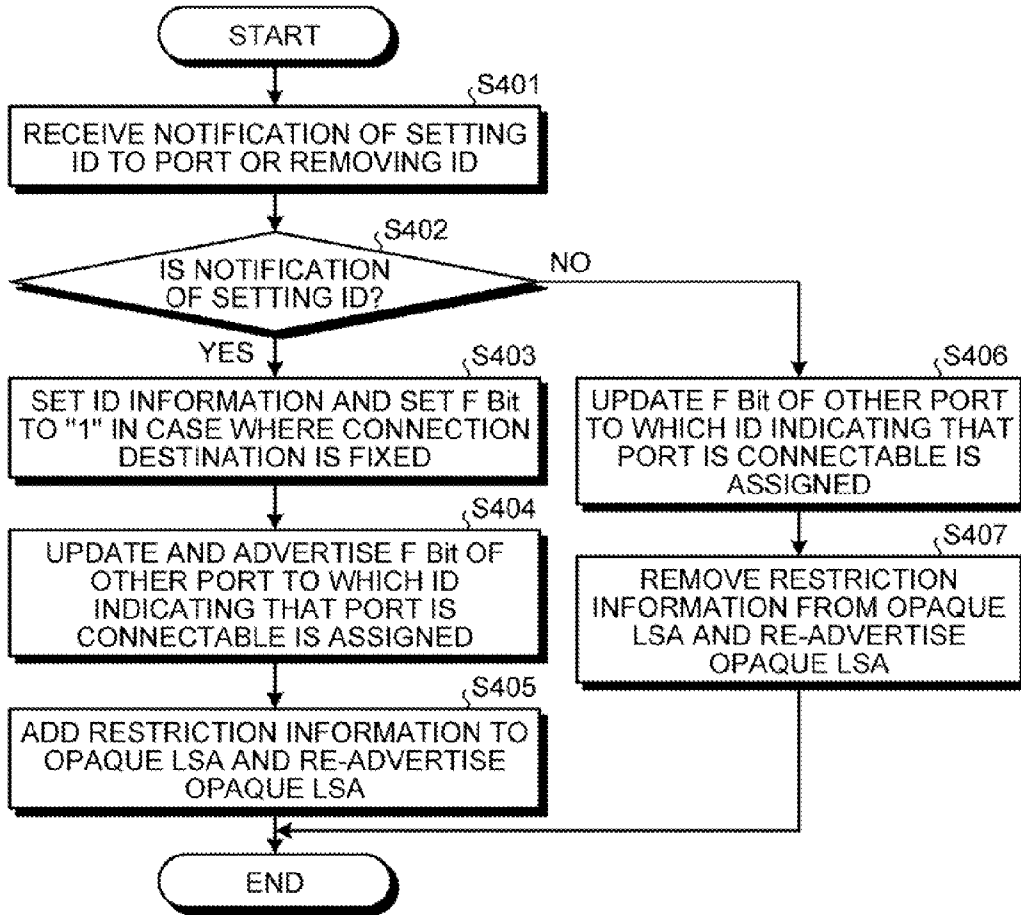 START
S401
RECEIVE NOTIFICATION OF SETTING
ID TO PORT OR REMOVING ID
S402
IS NOTIFICATION
OF SETTING ID?
NO
YES
S403
SET ID INFORMATION AND SET F Bit
TO "1" IN CASE WHERE CONNECTION
DESTINATION IS FIXED
S404
UPDATE AND ADVERTISE F Bit OF
OTHER PORT TO WHICH ID
INDICATING THAT PORT IS
CONNECTABLE IS ASSIGNED
S405
ADD RESTRICTION INFORMATION TO
OPAQUE LSA AND RE-ADVERTISE
OPAQUE LSA
S406
UPDATE F Bit OF OTHER PORT
TO WHICH ID INDICATING THAT
PORT IS CONNECTABLE IS
ASSIGNED
S407
REMOVE RESTRICTION
INFORMATION FROM OPAQUE
LSA AND RE-ADVERTISE
OPAQUE LSA
END